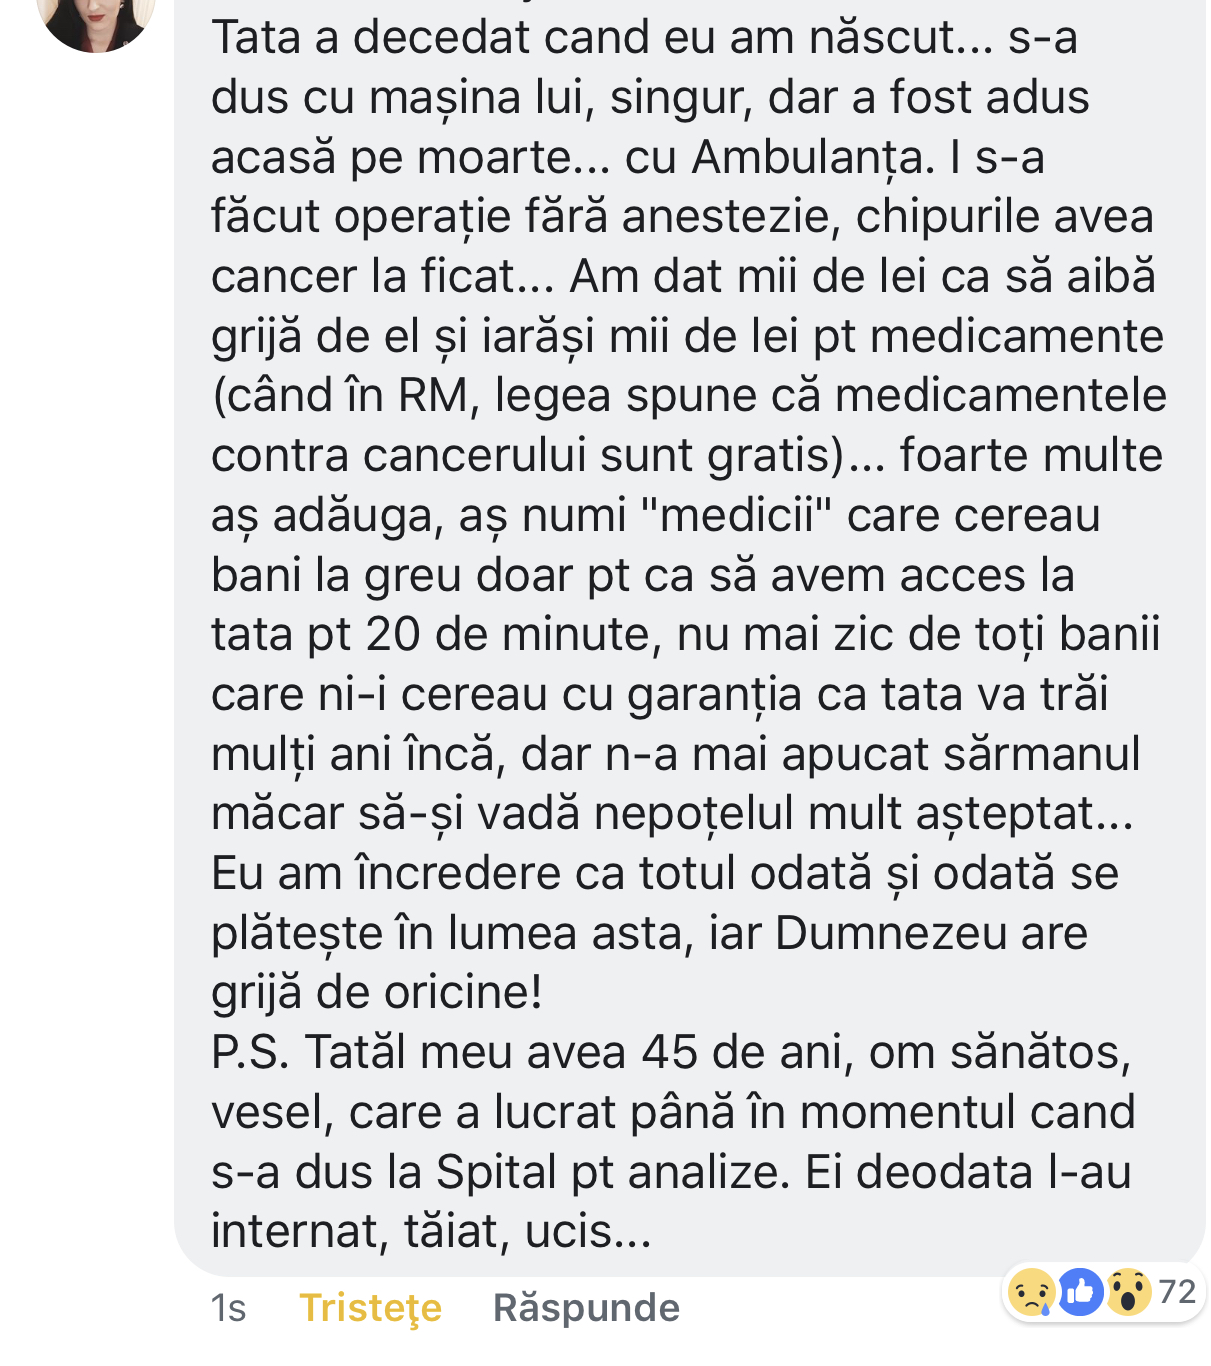 Tata a decedat cand eu am născut... s-a
dus cu mașina lui, singur, dar a fost adus
acasă pe moarte... cu Ambulanța. I s-a
făcut operație fără anestezie, chipurile avea
cancer la ficat... Am dat mii de lei ca să aibă
grijă de el și iarăși mii de lei pt medicamente
(când în RM, legea spune că medicamentele
contra cancerului sunt gratis)... foarte multe
aș adăuga, aș numi "medicii" care cereau
bani la greu doar pt ca să avem acces la
tata pt 20 de minute, nu mai zic de toți banii
care ni-i cereau cu garanția ca tata va trăi
mulți ani încă, dar n-a mai apucat sărmanul
măcar să-și vadă nepoțelul mult așteptat...
Eu am încredere ca totul odată și odată se
plătește în lumea asta, iar Dumnezeu are
grijă de oricine!
P.S. Tatăl meu avea 45 de ani, om sănătos,
vesel, care a lucrat până în momentul cand
s-a dus la Spital pt analize. Ei deodata l-au
internat, tăiat, ucis...
1s Tristeţe Răspunde 72